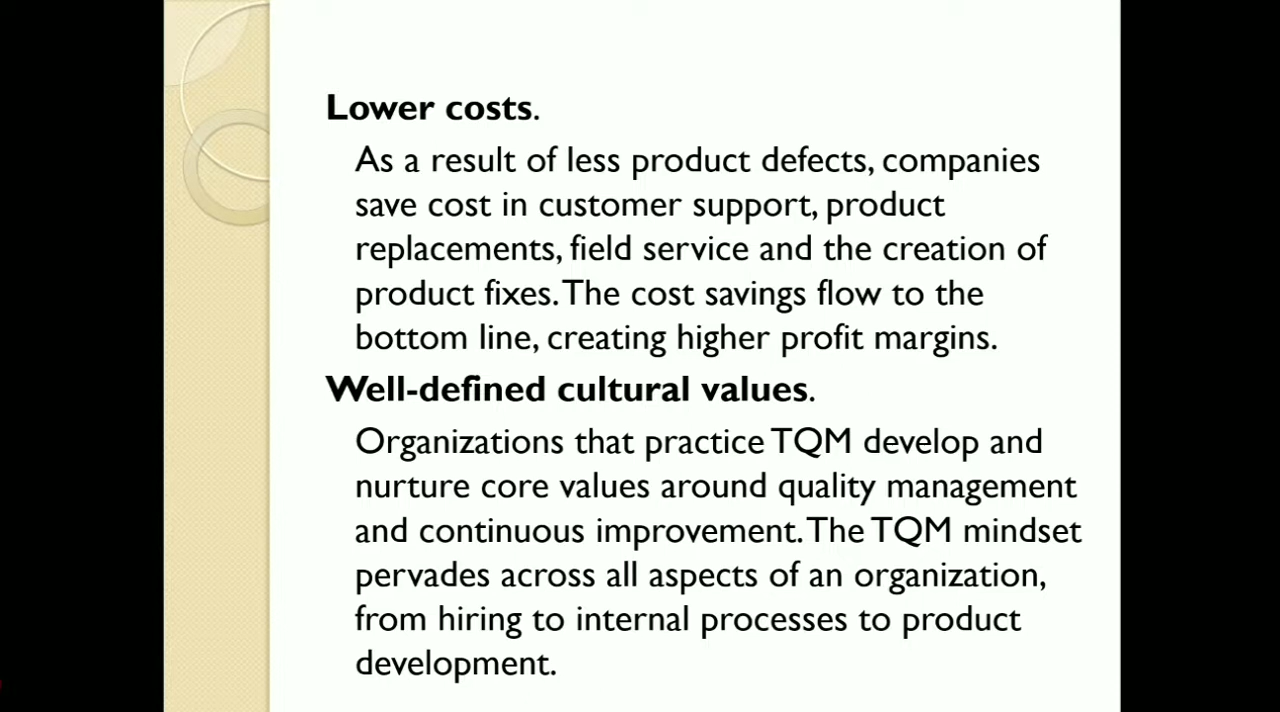 Lower costs.
As a result of less product defects, companies
save cost in customer support, product
replacements, field service and the creation of
product fixes. The cost savings flow to the
bottom line, creating higher profit margins.
Well-defined cultural values.
Organizations that practice TQM develop and
nurture core values around quality management
and continuous improvement. The TQM mindset
pervades across all aspects of an organization,
from hiring to internal processes to product
development.